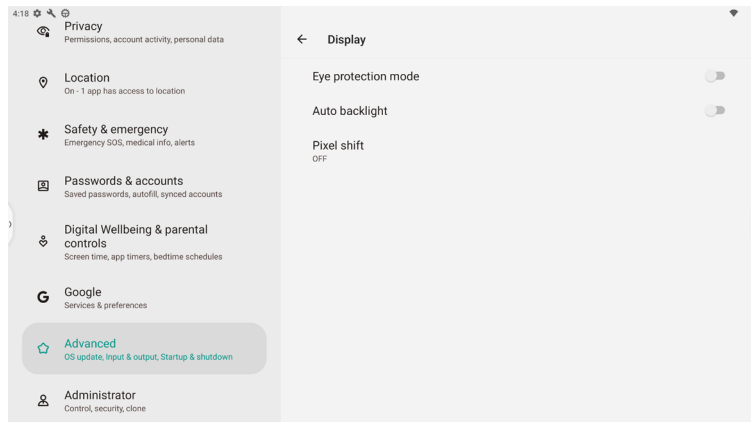 4:18
Privacy
Permissions, account activity, personal data
Location
On - 1 app has access to location
Safety & emergency
Emergency SOS, medical info, alerts
Passwords & accounts
Saved passwords, autofill, synced accounts
Digital Wellbeing & parental
controls
Screen time, app timers, bedtime schedules
Google
Services & preferences
Advanced
OS update, Input & output, Startup & shutdown
Administrator
Control, security, clone
Display
Eye protection mode
Auto backlight
Pixel shift
OFF